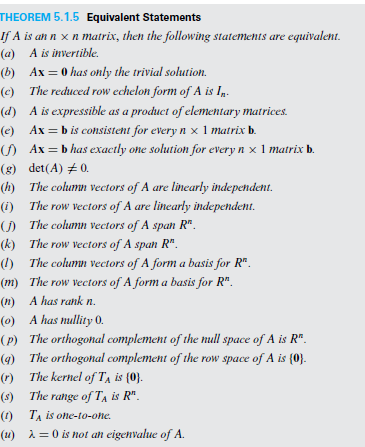 THEOREM 5.1.5 Equivalent Statements
If A is an n × n matrix, then the following statements are equivalent.
(a) A is invertible.
(b) Ax = 0 has only the trivial solution.
(c) The reduced row echelon form of A is Iₙ.
(d) A is expressible as a product of elementary matrices.
(e) Ax = b is consistent for every n × 1 matrix b.
(f) Ax = b has exactly one solution for every n × 1 matrix b.
(g) det(A) ≠ 0.
(h) The column vectors of A are linearly independent.
(i) The row vectors of A are linearly independent.
(j) The column vectors of A span Rⁿ.
(k) The row vectors of A span Rⁿ.
(l) The column vectors of A form a basis for Rⁿ.
(m) The row vectors of A form a basis for Rⁿ.
(n) A has rank n.
(o) A has nullity 0.
(p) The orthogonal complement of the null space of A is Rⁿ.
(q) The orthogonal complement of the row space of A is {0}.
(r) The kernel of T_A is {0}.
(s) The range of T_A is Rⁿ.
(t) T_A is one-to-one.
(u) λ = 0 is not an eigenvalue of A.